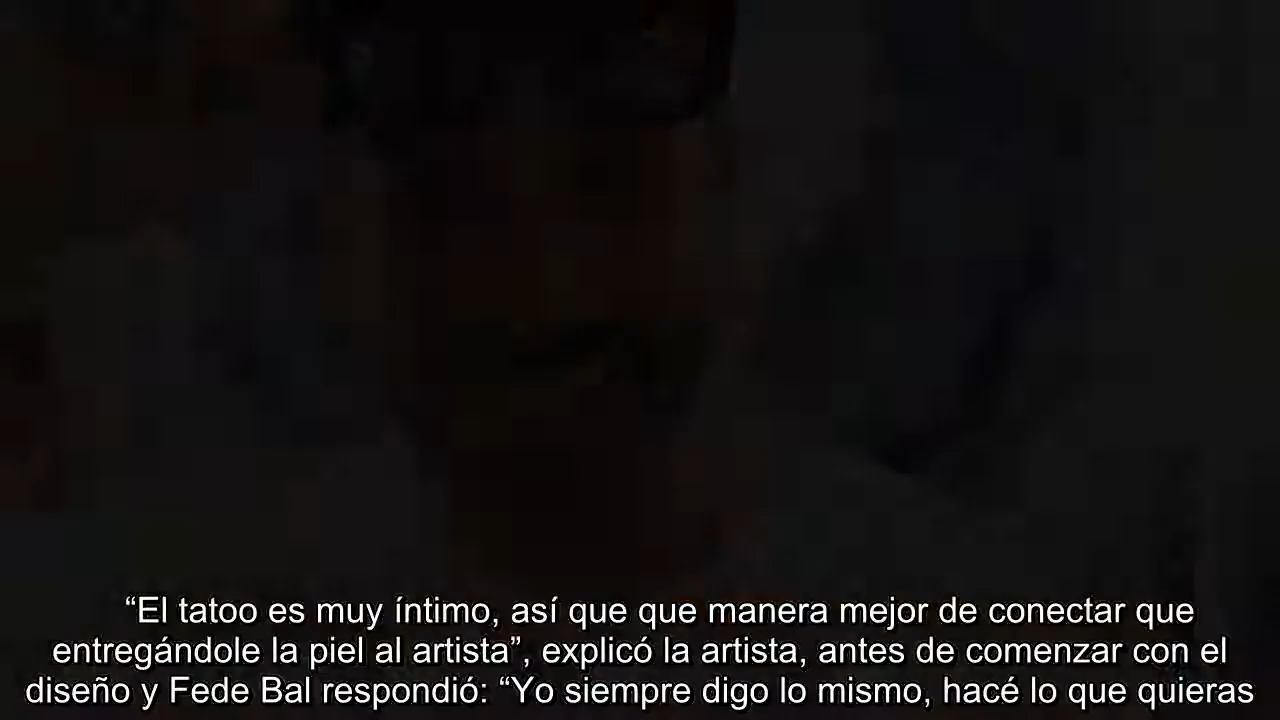 “El tatoo es muy íntimo, así que que manera mejor de conectar que
entregándole la piel al artista”, explicó la artista, antes de comenzar con el
diseño y Fede Bal respondió: “Yo siempre digo lo mismo, hacé lo que quieras